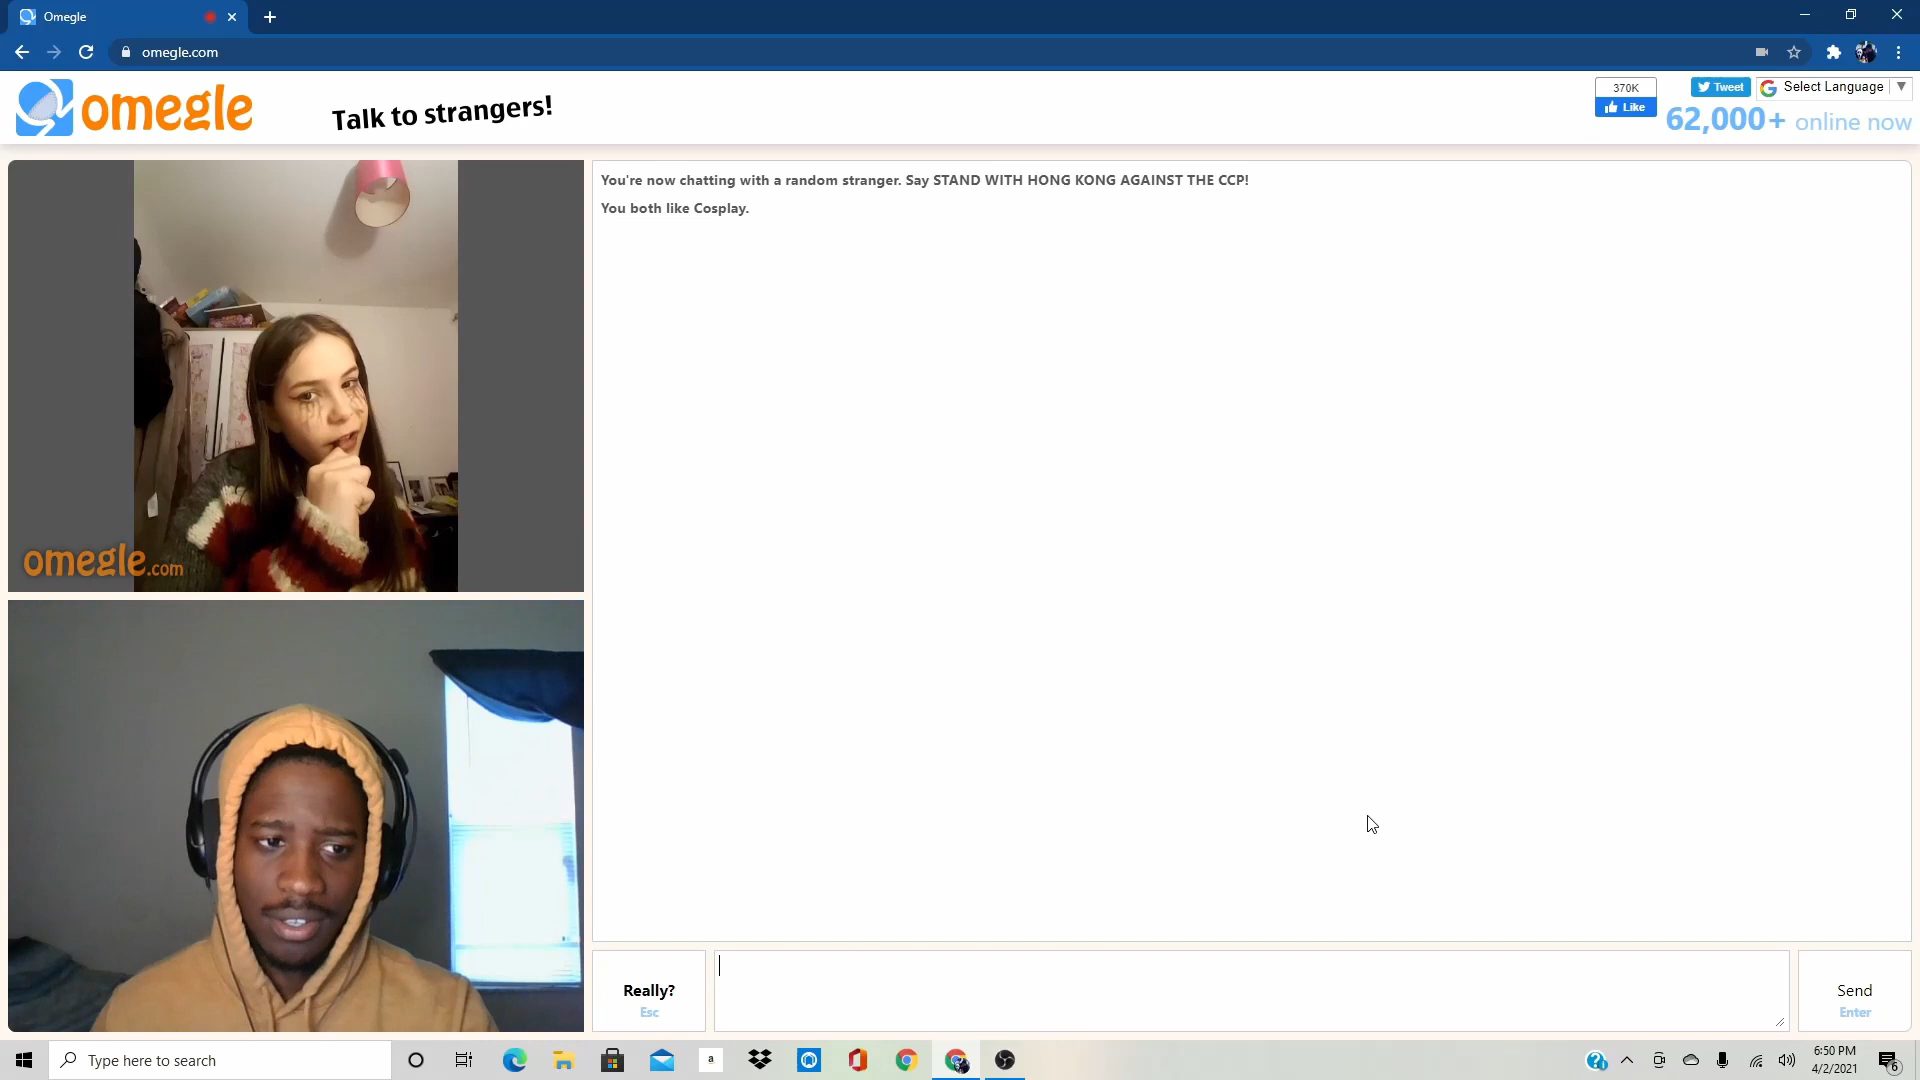 Omegle
omegle.com
omegle
Talk to strangers!
370K
Like
Tweet
Select Language
62,000+ online now
You're now chatting with a random stranger. Say STAND WITH HONG KONG AGAINST THE CCP!
You both like Cosplay.
omegle.com
Really?
Esc
Send
Enter
Type here to search
a
6:50 PM
4/2/2021
6